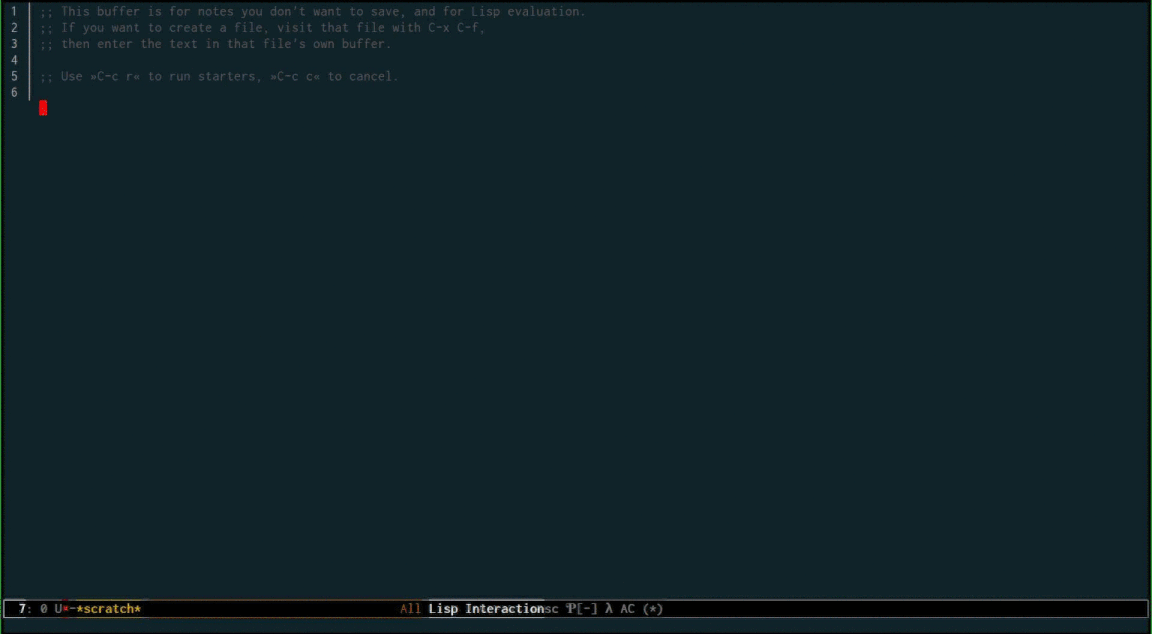 1 ;; This buffer is for notes you don't want to save, and for Lisp evaluation.
2 ;; If you want to create a file, visit that file with C-x C-f,
3 ;; then enter the text in that file's own buffer.
4
5 ;; Use »C-c r« to run starters, »C-c c« to cancel.
6
7: 0 U*-*scratch* All Lisp Interaction ℙ[-] λ AC (*)